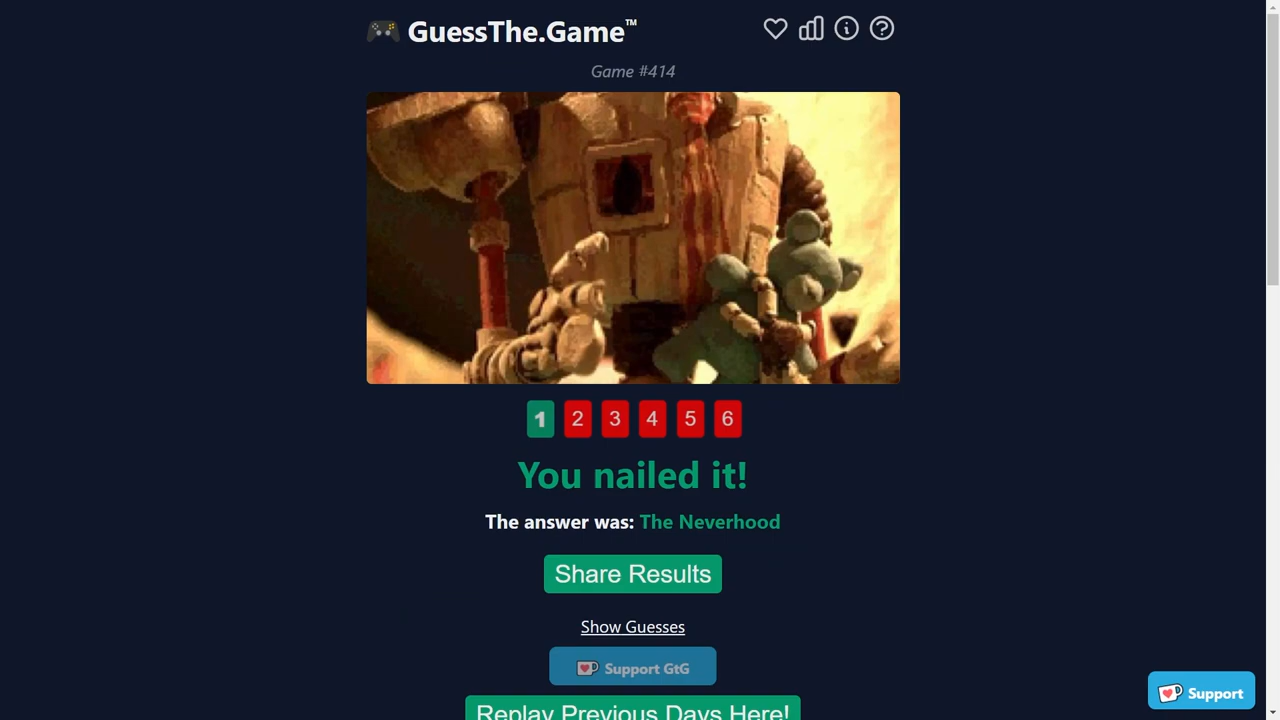 GuessThe.Game™
Game #414
1 2 3 4 5 6
You nailed it!
The answer was: The Neverhood
Share Results
Show Guesses
Support GtG
Support
Replay Previous Days Here!